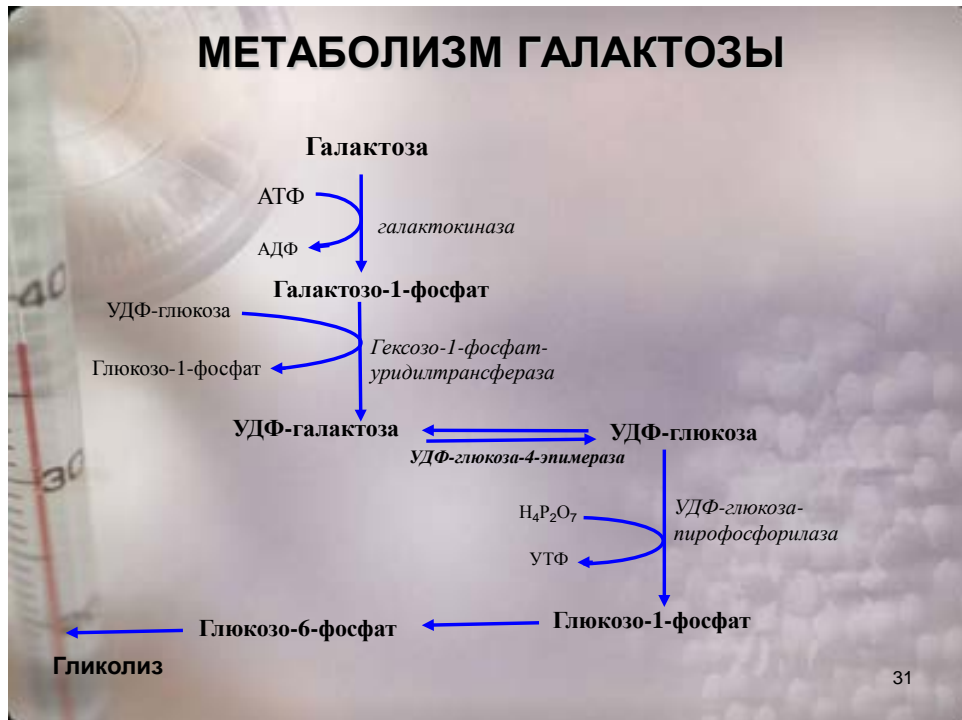 МЕТАБОЛИЗМ ГАЛАКТОЗЫ
Галактоза
АТФ
галактокиназа
АДФ
Галактозо-1-фосфат
УДФ-глюкоза
Гексозо-1-фосфат-
уридилтрансфераза
Глюкозо-1-фосфат
УДФ-галактоза
УДФ-глюкоза
УДФ-глюкоза-4-эпимераза
H₄P₂O₇
УДФ-глюкоза-
пирофосфорилаза
УТФ
Глюкозо-1-фосфат
Глюкозо-6-фосфат
Гликолиз
31
40
30